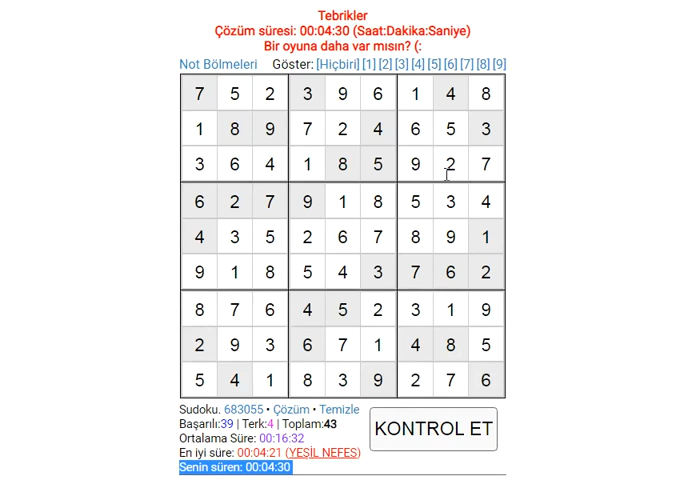 Tebrikler
Çözüm süresi: 00:04:30 (Saat:Dakika:Saniye)
Bir oyuna daha var mısın? (:
Not Bölmeleri Göster: [Hiçbiri] [1] [2] [3] [4] [5] [6] [7] [8] [9]
7 5 2 3 9 6 1 4 8
1 8 9 7 2 4 6 5 3
3 6 4 1 8 5 9 2 7
6 2 7 9 1 8 5 3 4
4 3 5 2 6 7 8 9 1
9 1 8 5 4 3 7 6 2
8 7 6 4 5 2 3 1 9
2 9 3 6 7 1 4 8 5
5 4 1 8 3 9 2 7 6
Sudoku. 683055 • Çözüm • Temizle
Başarılı:39 | Terk:4 | Toplam:43
Ortalama Süre: 00:16:32
En iyi süre: 00:04:21 (YEŞİL NEFES)
Senin süren: 00:04:30
KONTROL ET